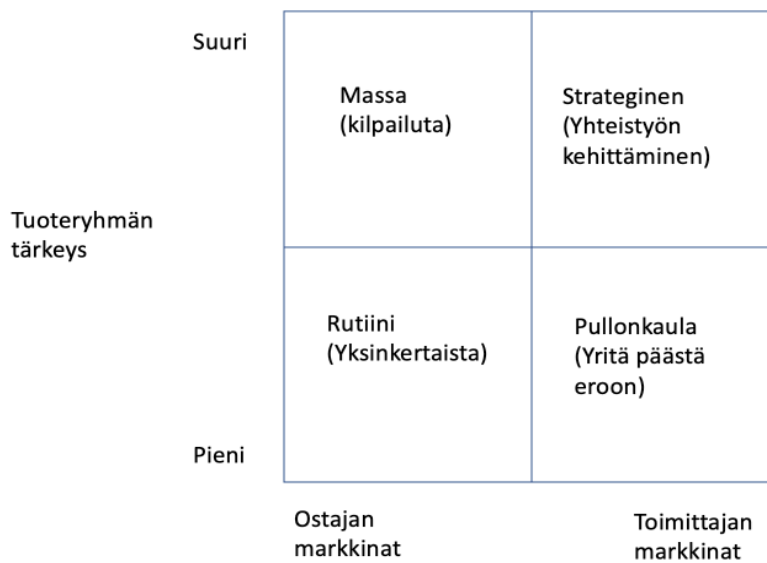 Suuri
Massa
(kilpailuta)
Strateginen
(Yhteistyön
kehittäminen)
Tuoteryhmän
tärkeys
Rutiini
(Yksinkertaista)
Pullonkaula
(Yritä päästä
eroon)
Pieni
Ostajan
markkinat
Toimittajan
markkinat